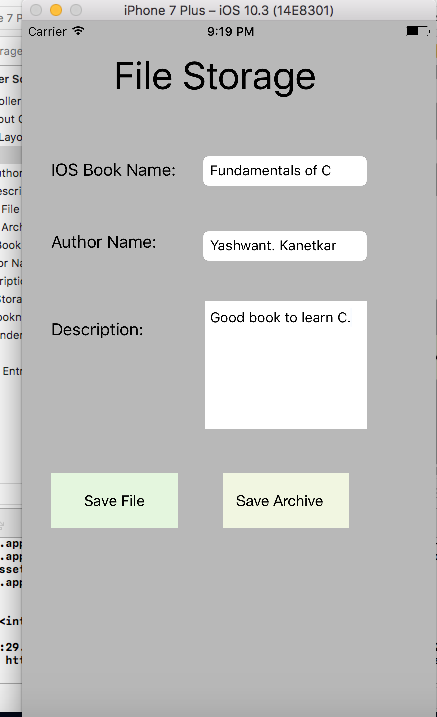 iPhone 7 Plus – iOS 10.3 (14E8301)
Carrier 9:19 PM
File Storage
IOS Book Name: Fundamentals of C
Author Name: Yashwant. Kanetkar
Description: Good book to learn C.
Save File Save Archive